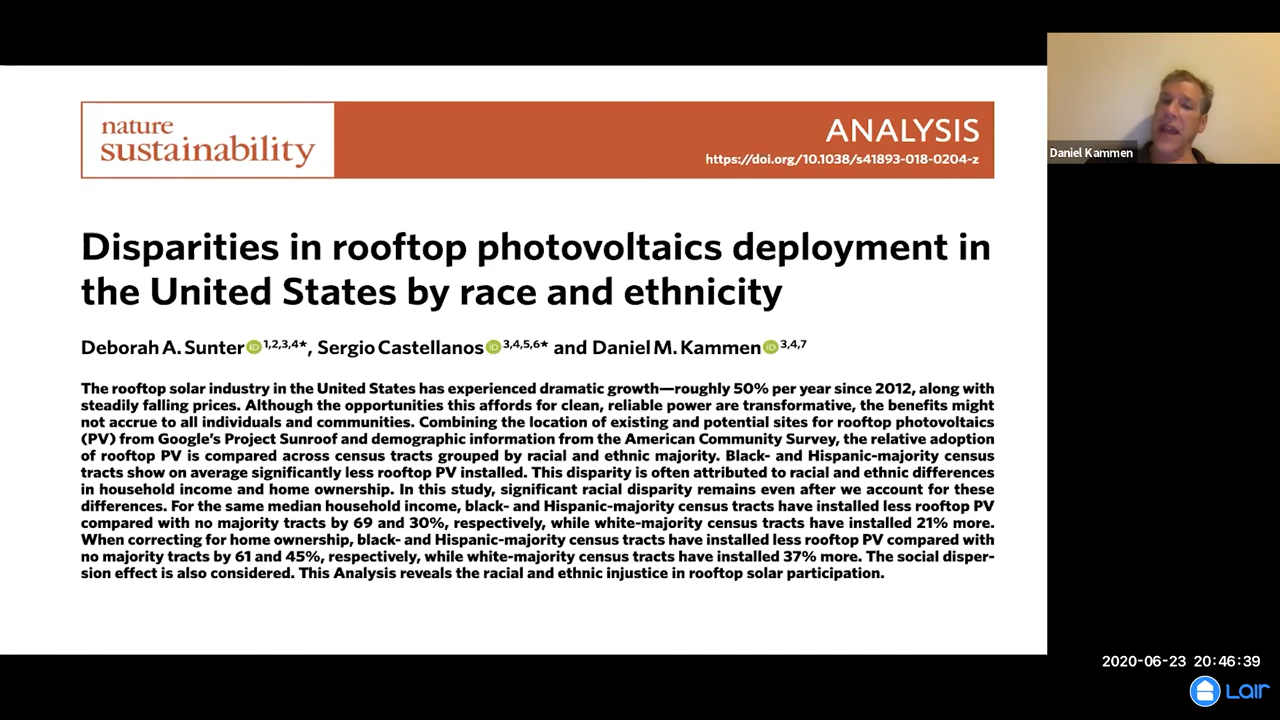 nature
sustainability
ANALYSIS
https://doi.org/10.1038/s41893-018-0204-z
Disparities in rooftop photovoltaics deployment in
the United States by race and ethnicity
Deborah A. Sunter iD 1,2,3,4★, Sergio Castellanos iD 3,4,5,6★ and Daniel M. Kammen iD 3,4,7
The rooftop solar industry in the United States has experienced dramatic growth—roughly 50% per year since 2012, along with
steadily falling prices. Although the opportunities this affords for clean, reliable power are transformative, the benefits might
not accrue to all individuals and communities. Combining the location of existing and potential sites for rooftop photovoltaics
(PV) from Google's Project Sunroof and demographic information from the American Community Survey, the relative adoption
of rooftop PV is compared across census tracts grouped by racial and ethnic majority. Black- and Hispanic-majority census
tracts show on average significantly less rooftop PV installed. This disparity is often attributed to racial and ethnic differences
in household income and home ownership. In this study, significant racial disparity remains even after we account for these
differences. For the same median household income, black- and Hispanic-majority census tracts have installed less rooftop PV
compared with no majority tracts by 69 and 30%, respectively, while white-majority census tracts have installed 21% more.
When correcting for home ownership, black- and Hispanic-majority census tracts have installed less rooftop PV compared with
no majority tracts by 61 and 45%, respectively, while white-majority census tracts have installed 37% more. The social disper-
sion effect is also considered. This Analysis reveals the racial and ethnic injustice in rooftop solar participation.
Daniel Kammen
2020-06-23 20:46:39
Lair